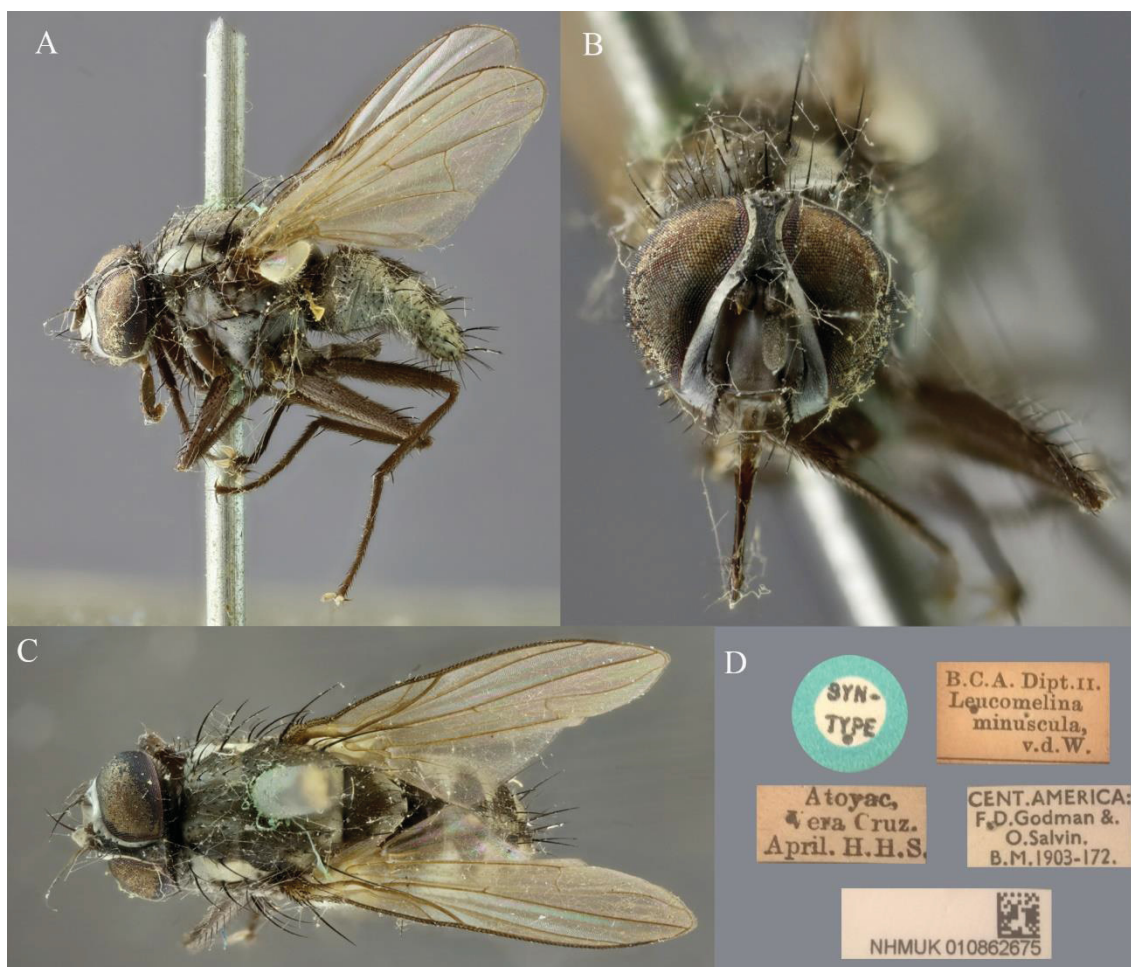 A
B
C
D
SYN-
TYPE
B.C.A. Dipt.II.
Leucomelina
minuscula,
v.d.W.
Atoyac,
Vera Cruz.
April. H.H.S.
CENT.AMERICA:
F.D.Godman &.
O.Salvin.
B.M.1903-172.
NHMUK 010862675